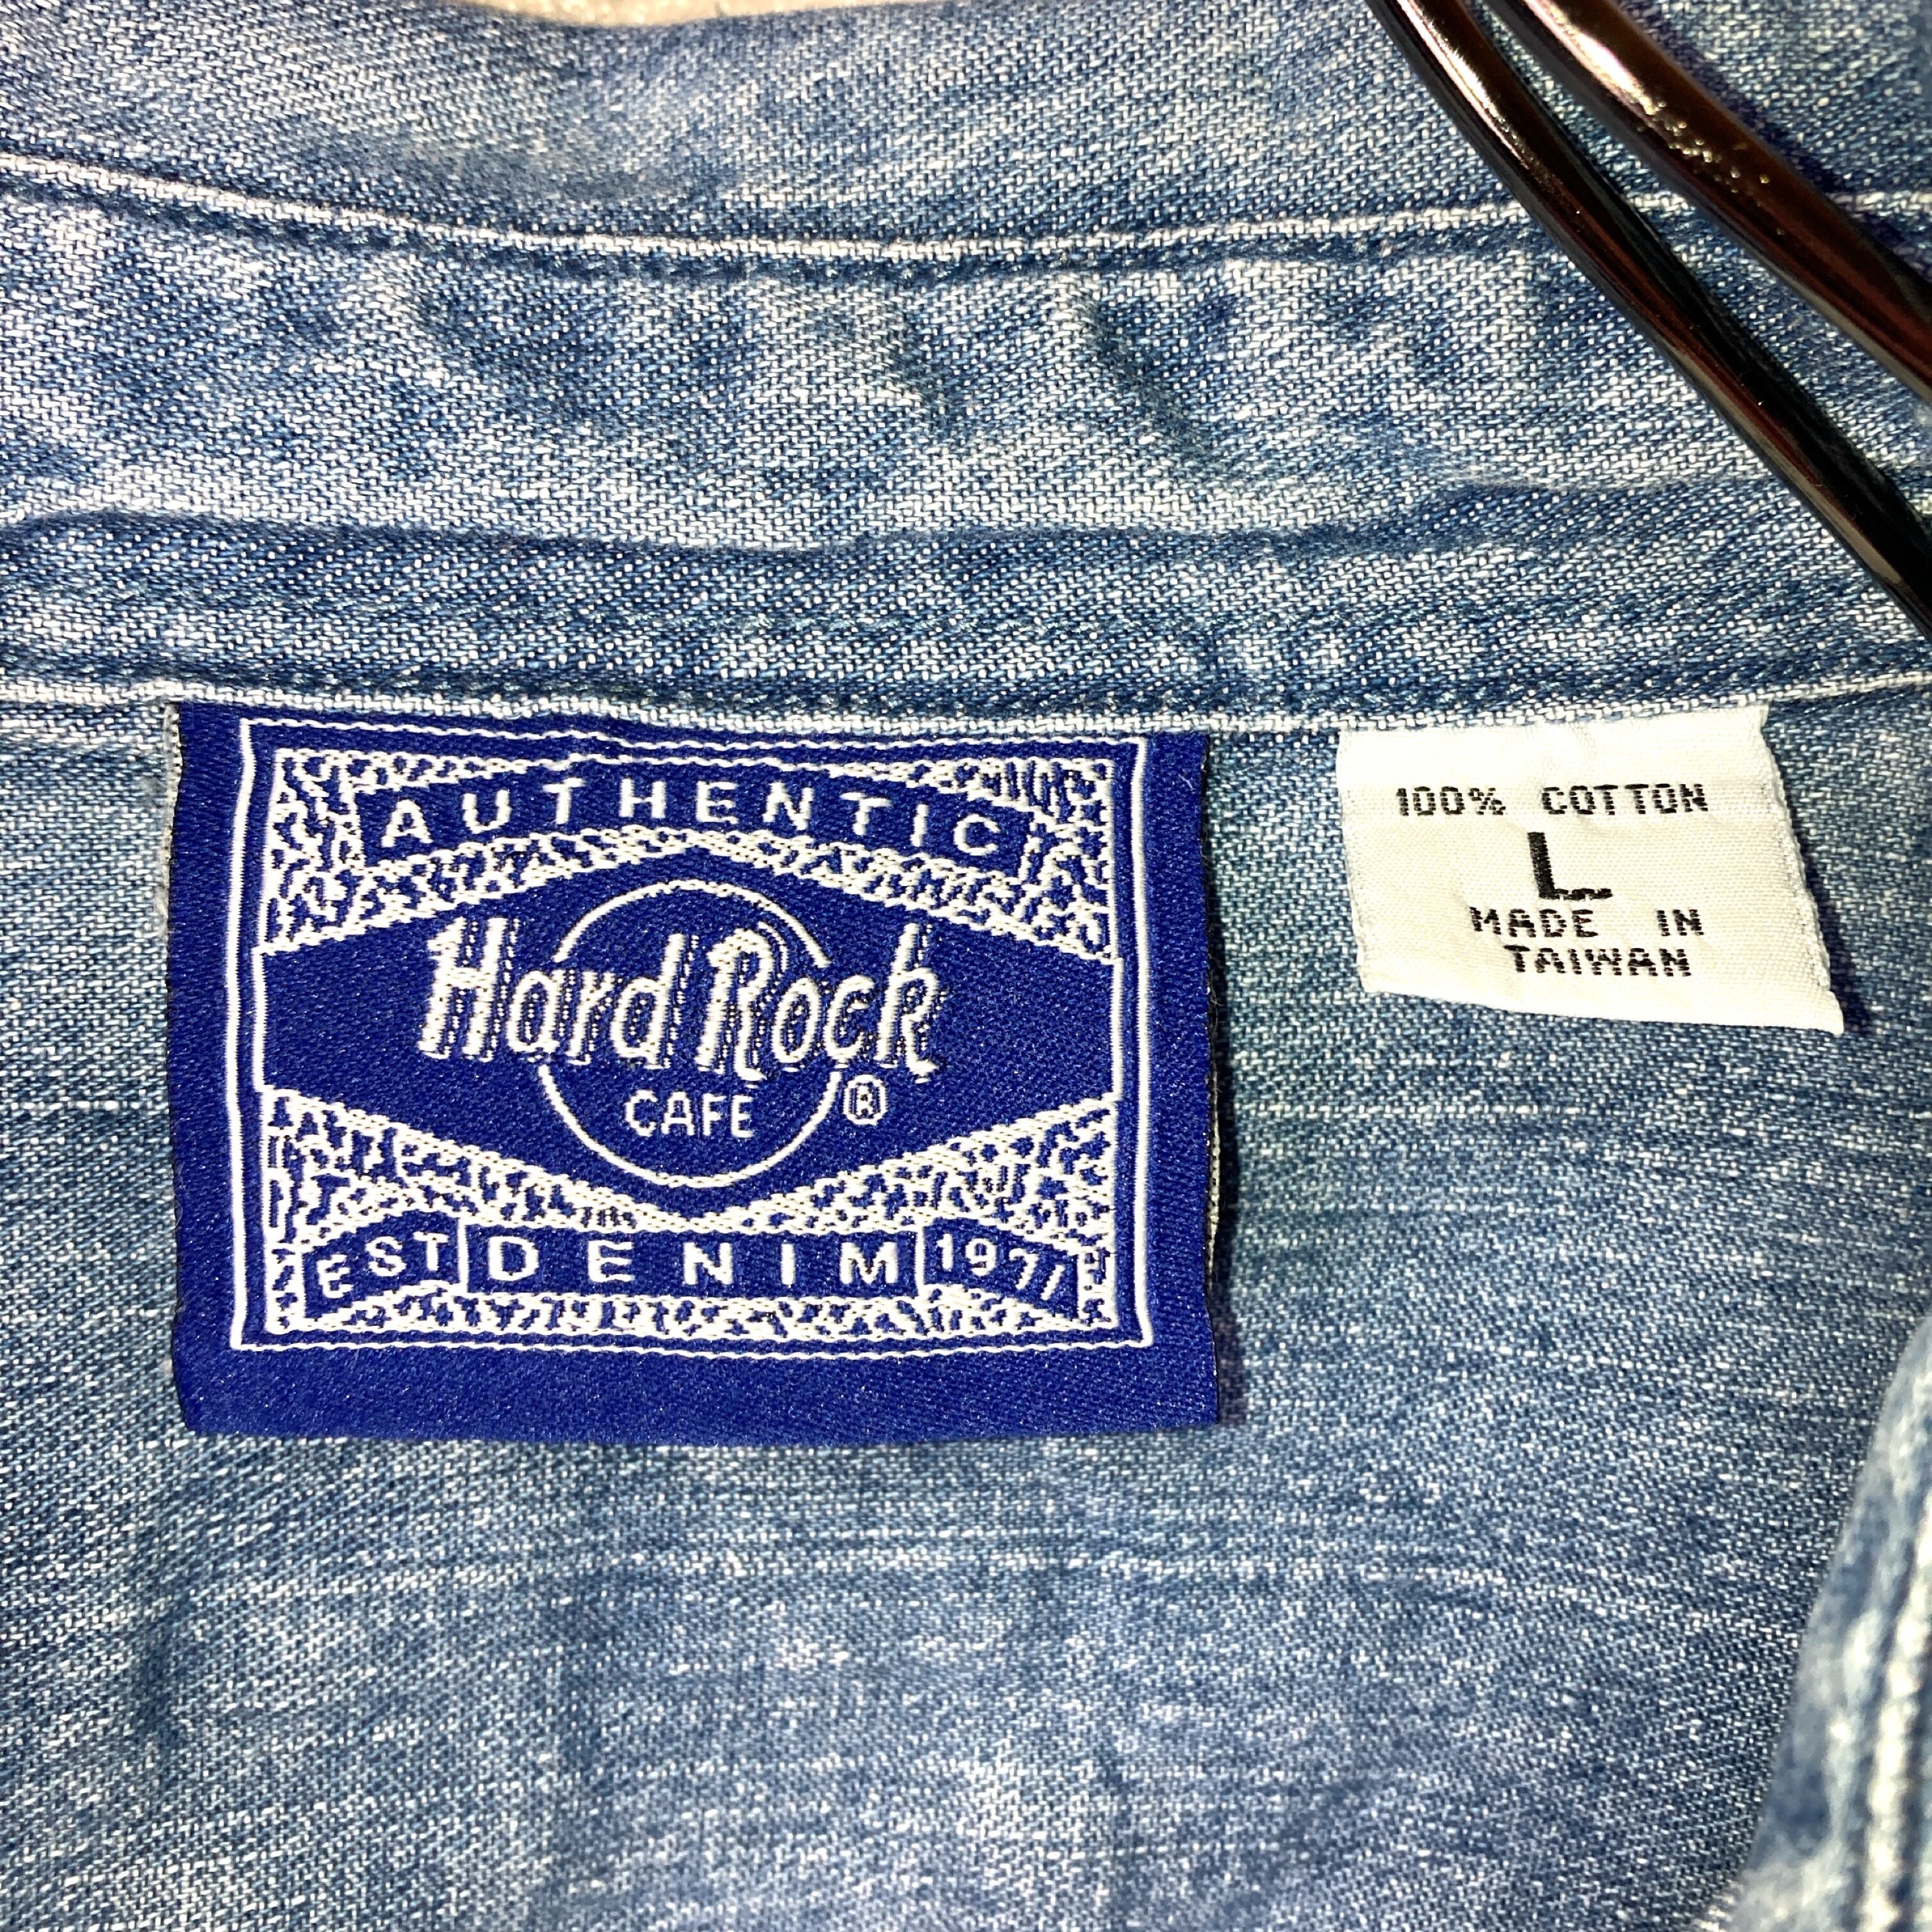 AUTHENTIC
Hard Rock
CAFE ®
EST DENIM 1971
100% COTTON
L
MADE IN
TAIWAN